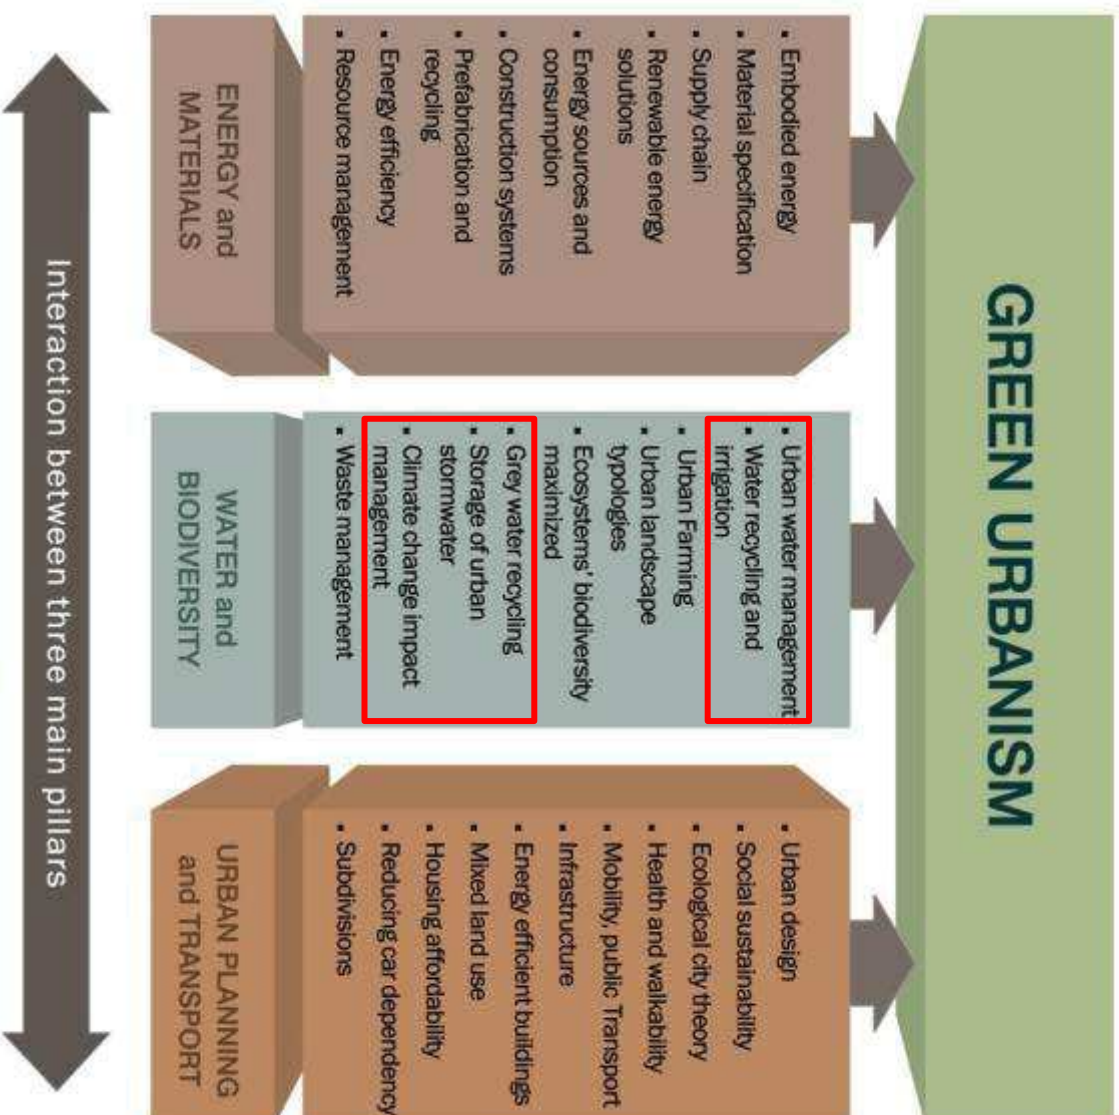 GREEN URBANISM
▪ Embodied energy
▪ Material specification
▪ Supply chain
▪ Renewable energy
solutions
▪ Energy sources and
consumption
▪ Construction systems
▪ Prefabrication and
recycling
▪ Energy efficiency
▪ Resource management
ENERGY and
MATERIALS
▪ Urban water management
▪ Water recycling and
irrigation
▪ Urban Farming
▪ Urban landscape
typologies
▪ Ecosystems' biodiversity
maximized
▪ Grey water recycling
▪ Storage of urban
stormwater
▪ Climate change impact
management
▪ Waste management
WATER and
BIODIVERSITY
▪ Urban design
▪ Social sustainability
▪ Ecological city theory
▪ Health and walkability
▪ Mobility, public Transport
▪ Infrastructure
▪ Energy efficient buildings
▪ Mixed land use
▪ Housing affordability
▪ Reducing car dependency
▪ Subdivisions
URBAN PLANNING
and TRANSPORT
Interaction between three main pillars